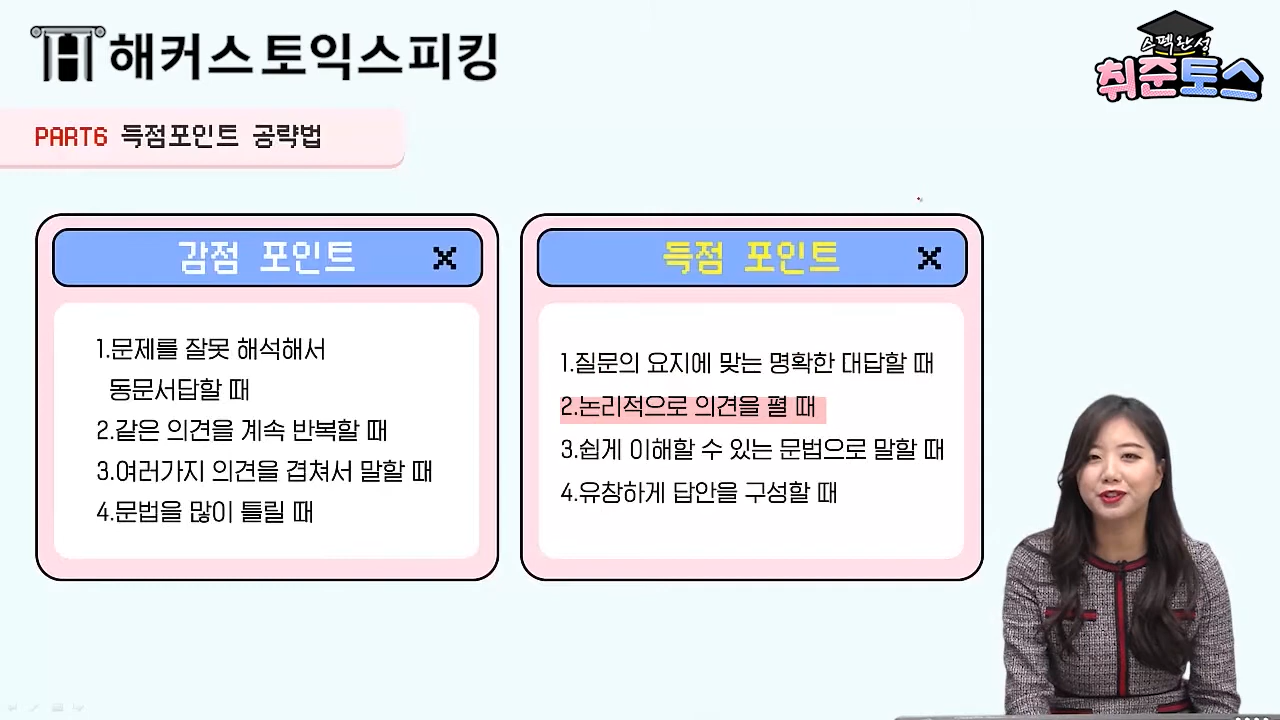 해커스 토익스피킹
스펙완성
취준토스
PART6 득점포인트 공략법
감점 포인트
1.문제를 잘못 해석해서
동문서답할 때
2.같은 의견을 계속 반복할 때
3.여러가지 의견을 겹쳐서 말할 때
4.문법을 많이 틀릴 때
득점 포인트
1.질문의 요지에 맞는 명확한 대답할 때
2.논리적으로 의견을 펼 때
3.쉽게 이해할 수 있는 문법으로 말할 때
4.유창하게 답안을 구성할 때